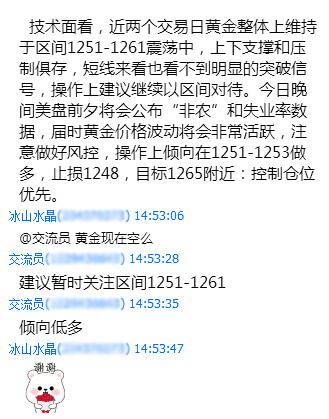 技术面看，近两个交易日黄金整体上维持
于区间1251-1261震荡中，上下支撑和压
制俱存，短线来看也看不到明显的突破信
号，操作上建议继续以区间对待。今日晚
间美盘前夕将会公布“非农”和失业率数
据，届时黄金价格波动将会非常活跃，注
意做好风控，操作上倾向在1251-1253做
多，止损1248，目标1265附近：控制仓位
优先。
冰山水晶 14:53:06
@交流员 黄金现在空么
交流员 14:53:28
建议暂时关注区间1251-1261
交流员 14:53:35
倾向低多
冰山水晶 14:53:47
谢谢